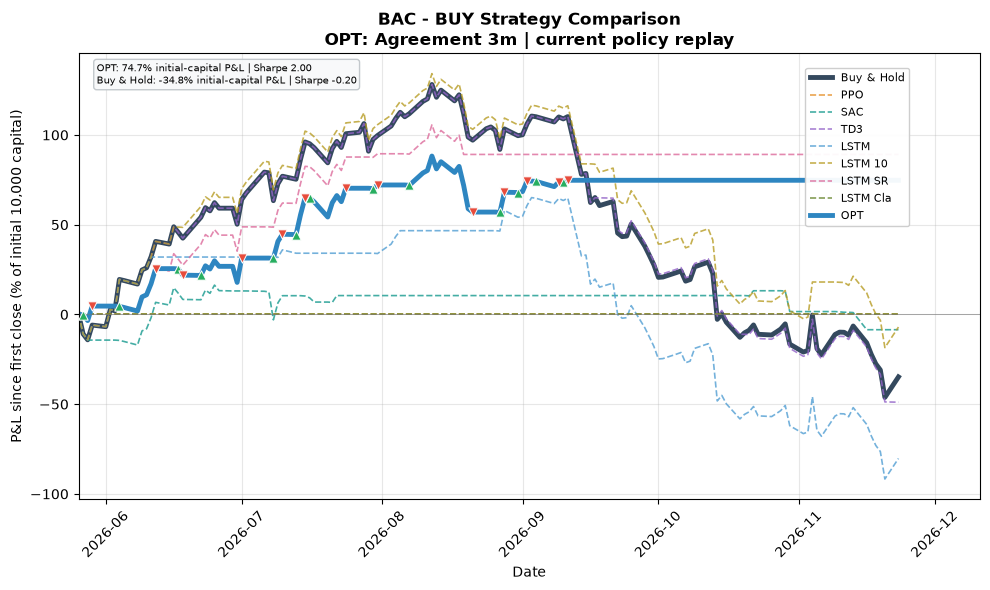 BAC - BUY Strategy Comparison
OPT: Agreement 3m | current policy replay
OPT: 74.7% initial-capital P&L | Sharpe 2.00
Buy & Hold: -34.8% initial-capital P&L | Sharpe -0.20
Buy & Hold
PPO
SAC
TD3
LSTM
LSTM 10
LSTM SR
LSTM Cla
OPT
P&L since first close (% of initial 10,000 capital)
100
50
0
−50
−100
2026-06
2026-07
2026-08
2026-09
2026-10
2026-11
2026-12
Date